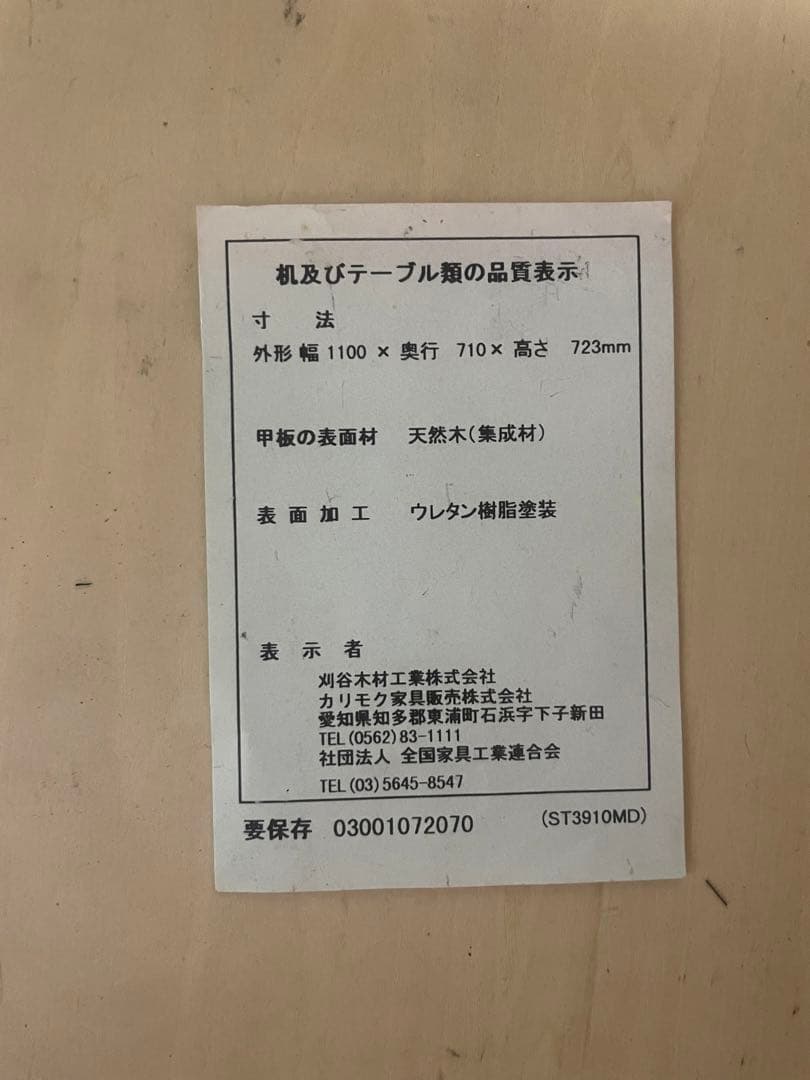 机及びテーブル類の品質表示
寸 法
外形 幅 1100 × 奥行 710 × 高さ 723mm
甲板の表面材 天然木(集成材)
表面加工 ウレタン樹脂塗装
表示者
刈谷木材工業株式会社
カリモク家具販売株式会社
愛知県知多郡東浦町石浜字下子新田
TEL(0562)83-1111
社団法人 全国家具工業連合会
TEL(03)5645-8547
要保存 03001072070 (ST3910MD)